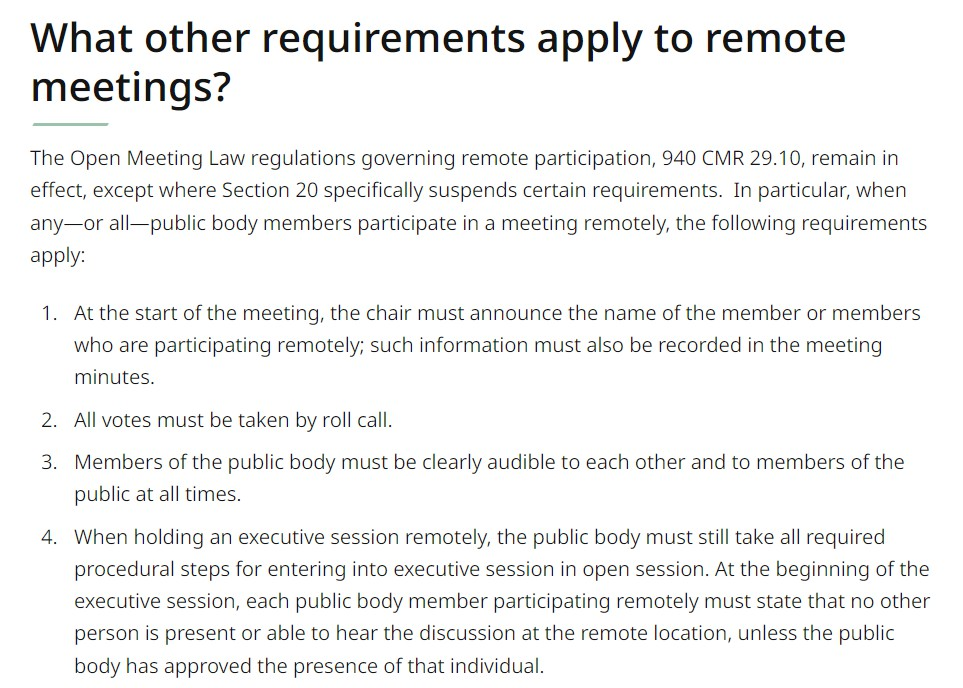 What other requirements apply to remote
meetings?
The Open Meeting Law regulations governing remote participation, 940 CMR 29.10, remain in
effect, except where Section 20 specifically suspends certain requirements.  In particular, when
any—or all—public body members participate in a meeting remotely, the following requirements
apply:
1. At the start of the meeting, the chair must announce the name of the member or members
who are participating remotely; such information must also be recorded in the meeting
minutes.
2. All votes must be taken by roll call.
3. Members of the public body must be clearly audible to each other and to members of the
public at all times.
4. When holding an executive session remotely, the public body must still take all required
procedural steps for entering into executive session in open session. At the beginning of the
executive session, each public body member participating remotely must state that no other
person is present or able to hear the discussion at the remote location, unless the public
body has approved the presence of that individual.